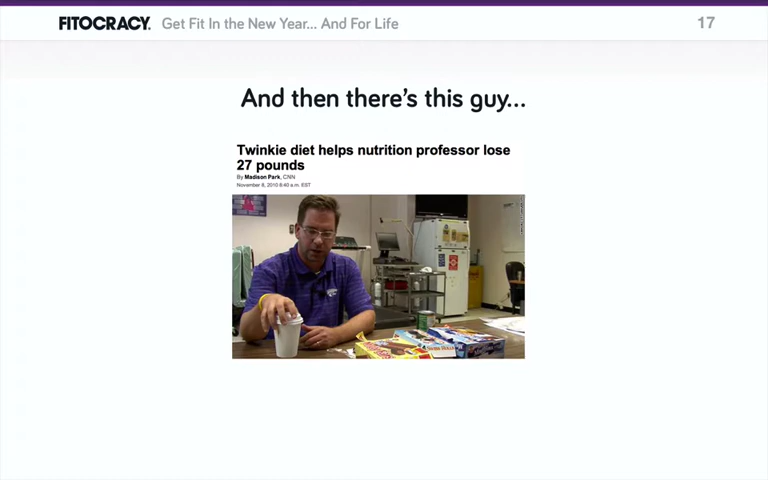 FITOCRACY. Get Fit In the New Year... And For Life 17
And then there's this guy...
Twinkie diet helps nutrition professor lose
27 pounds
By Madison Park, CNN
November 8, 2010 8:40 a.m. EST